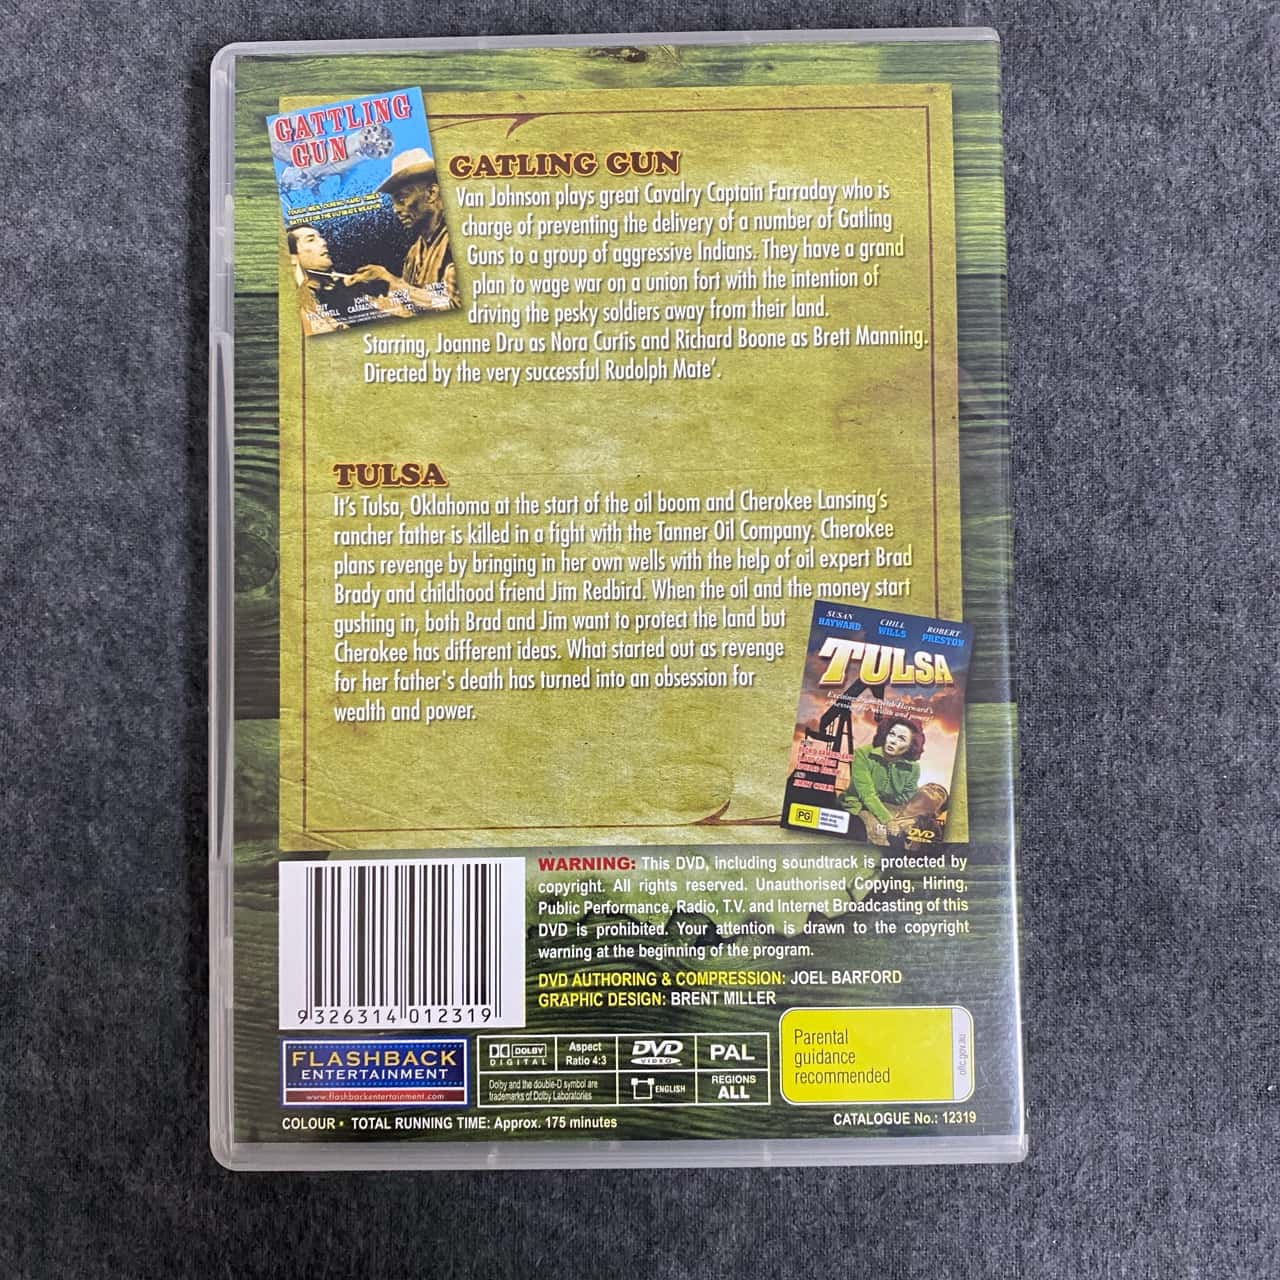 GATTLING
GUN
GATLING GUN
Van Johnson plays great Cavalry Captain Farraday who is
charge of preventing the delivery of a number of Gatling
Guns to a group of aggressive Indians. They have a grand
plan to wage war on a union fort with the intention of
driving the pesky soldiers away from their land.
Starring, Joanne Dru as Nora Curtis and Richard Boone as Brett Manning.
Directed by the very successful Rudolph Mate'.
TULSA
It's Tulsa, Oklahoma at the start of the oil boom and Cherokee Lansing's
rancher father is killed in a fight with the Tanner Oil Company. Cherokee
plans revenge by bringing in her own wells with the help of oil expert Brad
Brady and childhood friend Jim Redbird. When the oil and the money start
gushing in, both Brad and Jim want to protect the land but
Cherokee has different ideas. What started out as revenge
for her father's death has turned into an obsession for
wealth and power.
SUSAN HAYWARD
CHILL WILLS
ROBERT PRESTON
TULSA
PG
DVD
WARNING: This DVD, including soundtrack is protected by
copyright. All rights reserved. Unauthorised Copying, Hiring,
Public Performance, Radio, T.V. and Internet Broadcasting of this
DVD is prohibited. Your attention is drawn to the copyright
warning at the beginning of the program.
DVD AUTHORING & COMPRESSION: JOEL BARFORD
GRAPHIC DESIGN: BRENT MILLER
9 326314 012319
FLASHBACK
ENTERTAINMENT
www.flashbackentertainment.com
DOLBY
DIGITAL
Aspect
Ratio 4:3
DVD
VIDEO
PAL
Dolby and the double-D symbol are
trademarks of Dolby Laboratories
ENGLISH
REGIONS
ALL
Parental
guidance
recommended
oflc.gov.au
COLOUR • TOTAL RUNNING TIME: Approx. 175 minutes
CATALOGUE No.: 12319